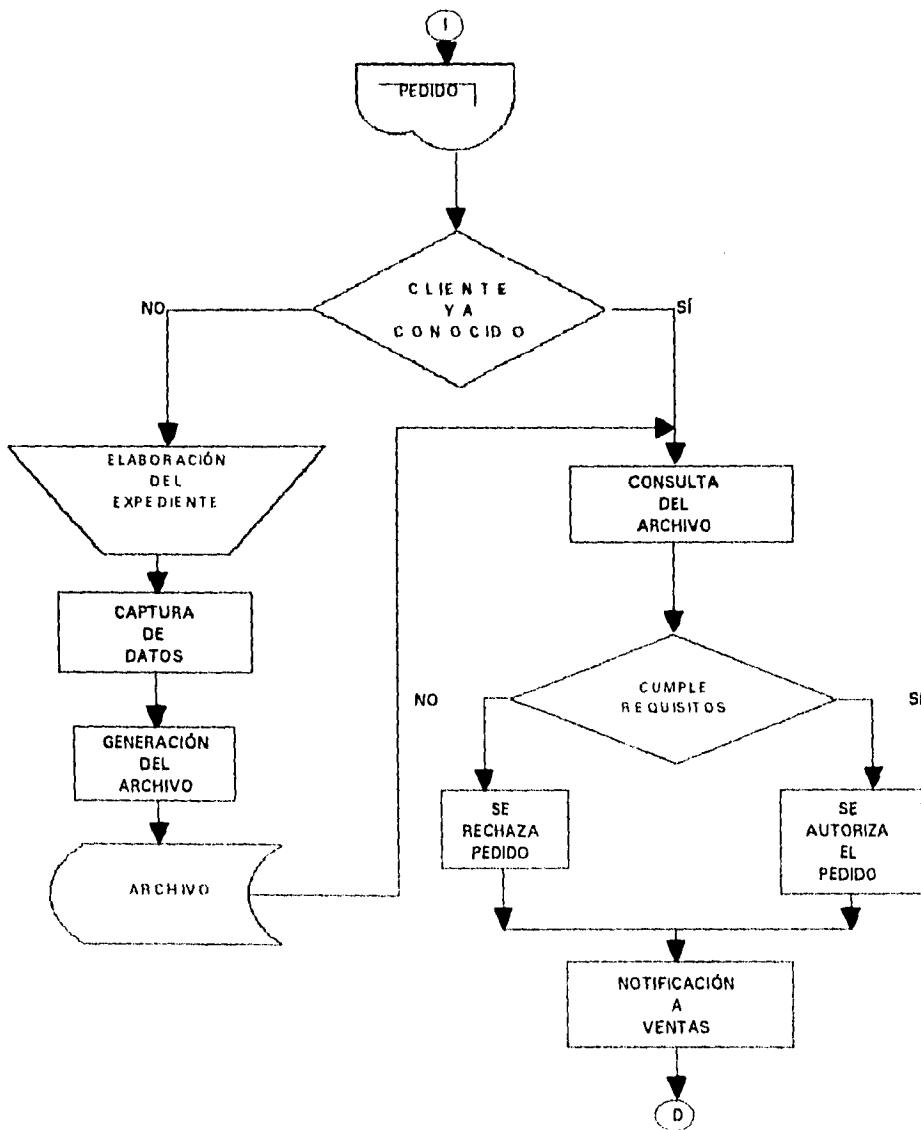 I
PEDIDO
CLIENTE
YA
CONOCIDO
NO
SÍ
ELABORACIÓN
DEL
EXPEDIENTE
CAPTURA
DE
DATOS
GENERACIÓN
DEL
ARCHIVO
ARCHIVO
CONSULTA
DEL
ARCHIVO
CUMPLE
REQUISITOS
NO
SÍ
SE
RECHAZA
PEDIDO
SE
AUTORIZA
EL
PEDIDO
NOTIFICACIÓN
A
VENTAS
D